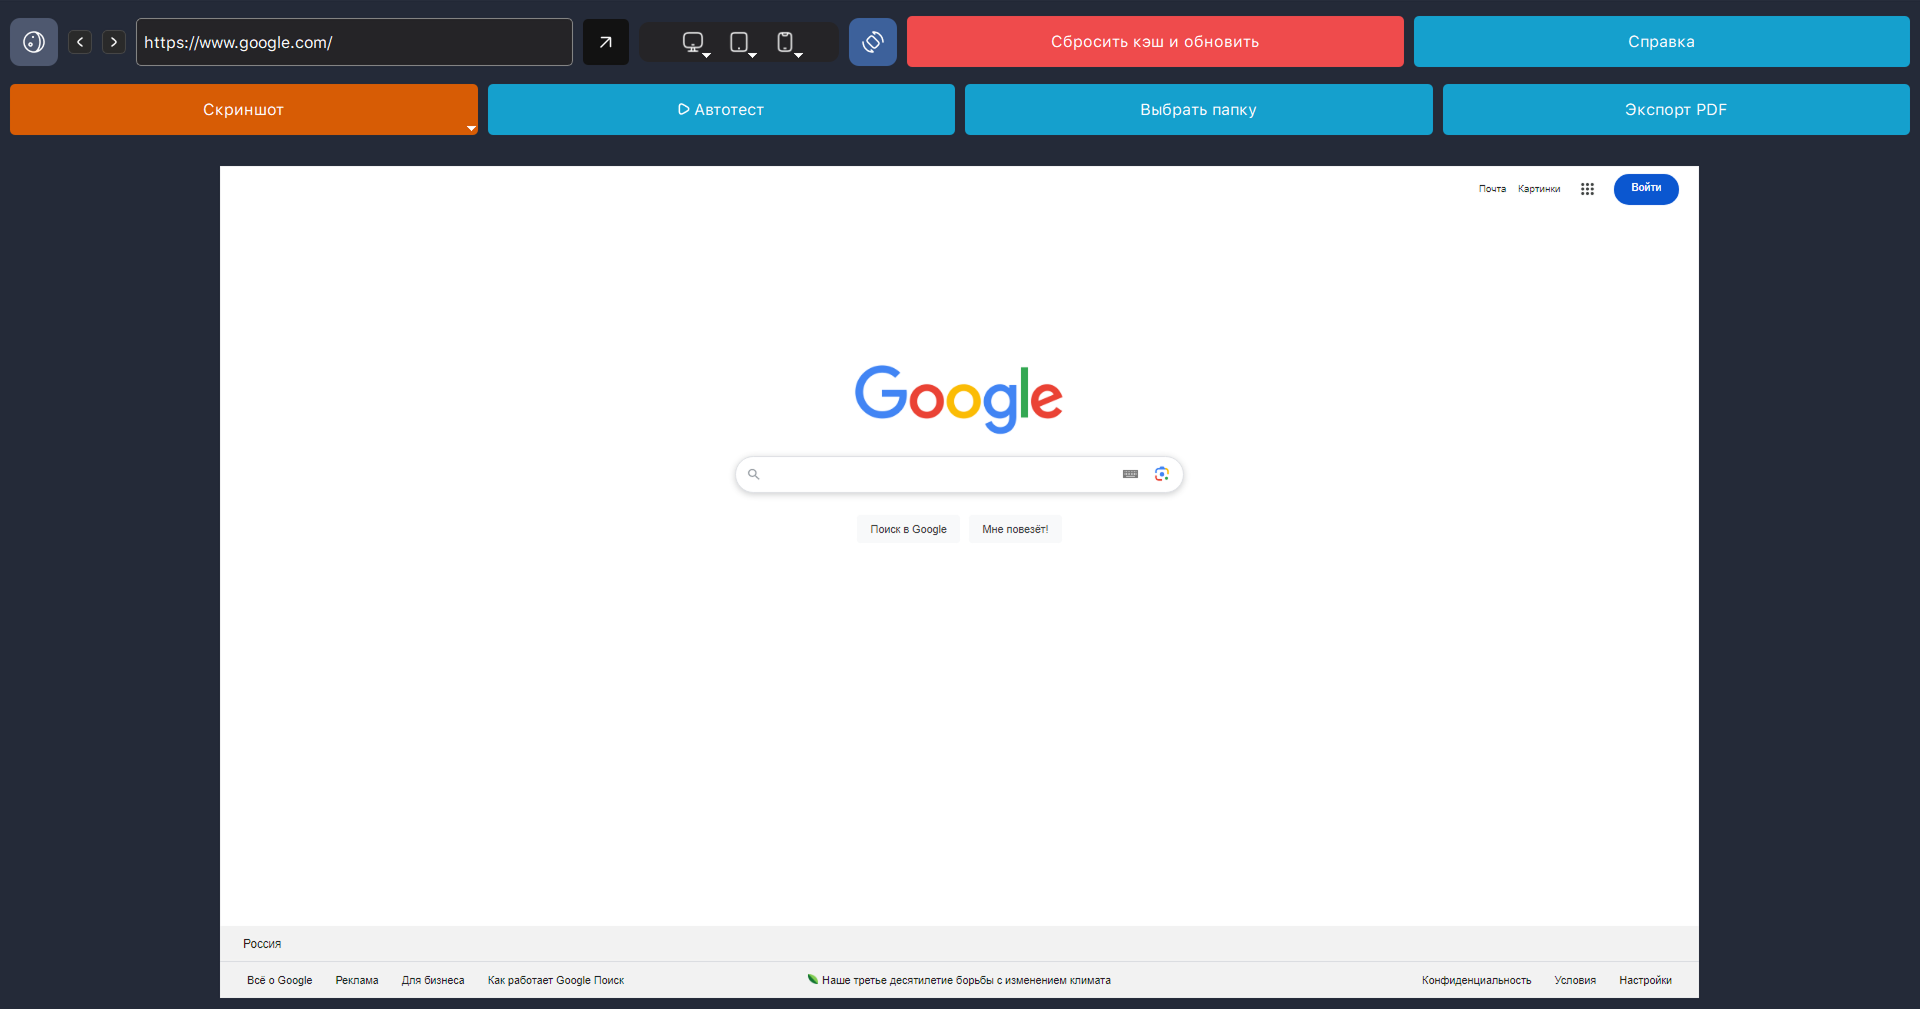 https://www.google.com/
Сбросить кэш и обновить
Справка
Скриншот
Автотест
Выбрать папку
Экспорт PDF
Почта Картинки Войти
Google
Поиск в Google Мне повезёт!
Россия
Всё о Google Реклама Для бизнеса Как работает Google Поиск Наше третье десятилетие борьбы с изменением климата Конфиденциальность Условия Настройки